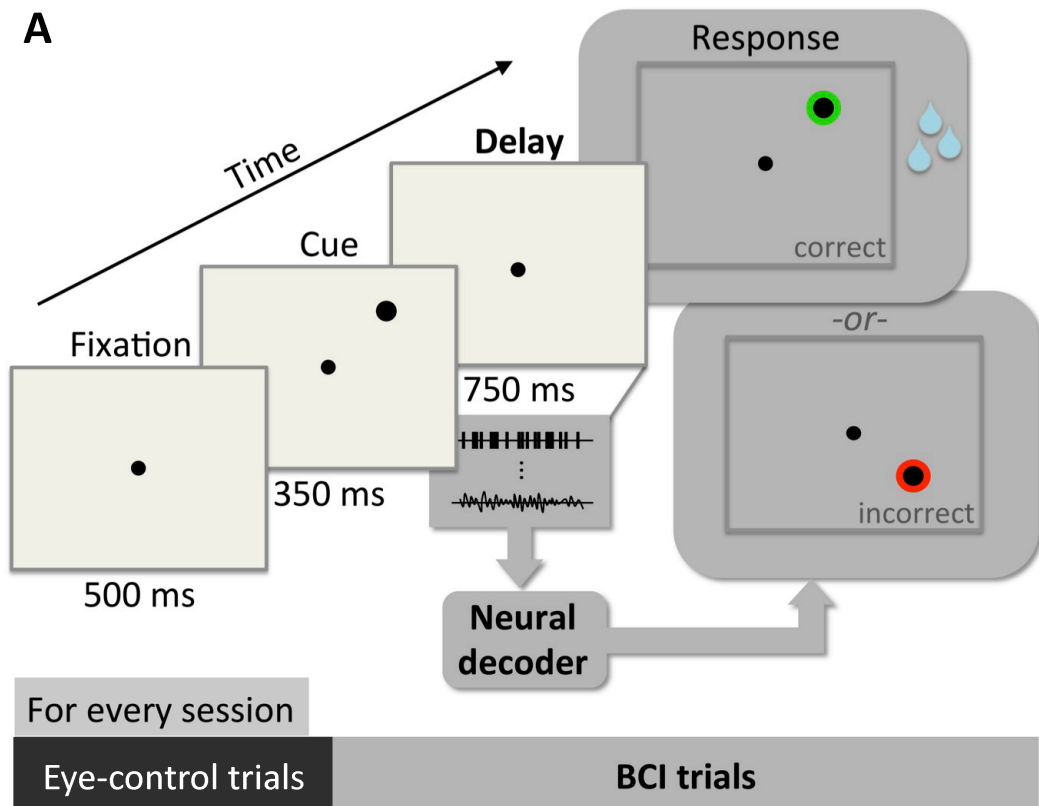 A
Response
Time
Delay
correct
Cue
-or-
Fixation
750 ms
350 ms
incorrect
500 ms
Neural
decoder
For every session
Eye-control trials
BCI trials